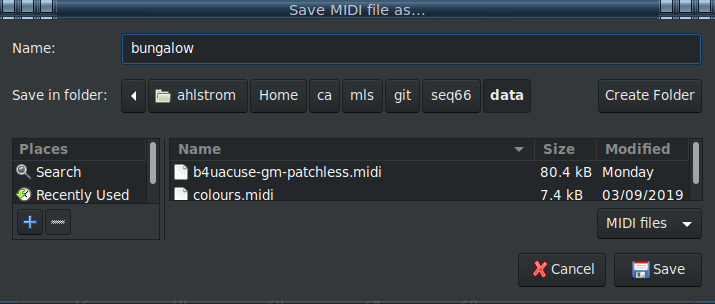 Save MIDI file as...
Name: bungalow
Save in folder: ahlstrom Home ca mls git seq66 data Create Folder
Places Name Size Modified
Search b4uacuse-gm-patchless.midi 80.4 kB Monday
Recently Used colours.midi 7.4 kB 03/09/2019
MIDI files
Cancel Save